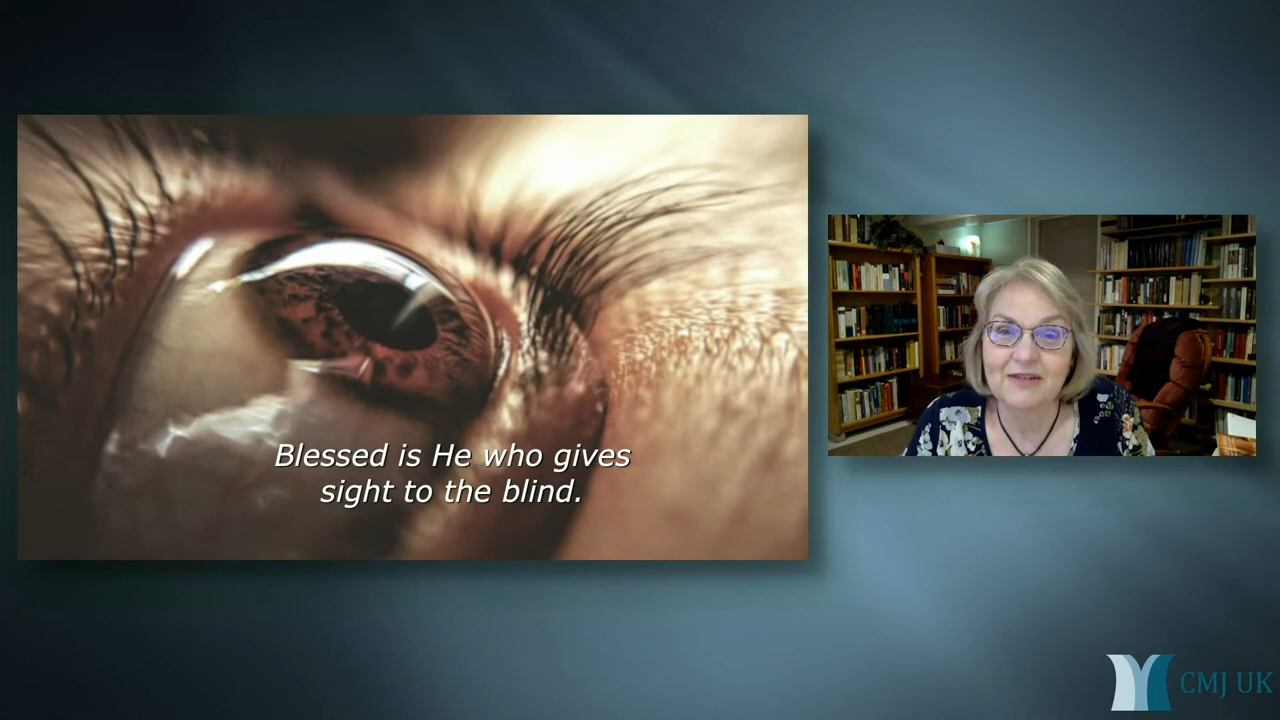 Blessed is He who gives
sight to the blind.
CMJ UK